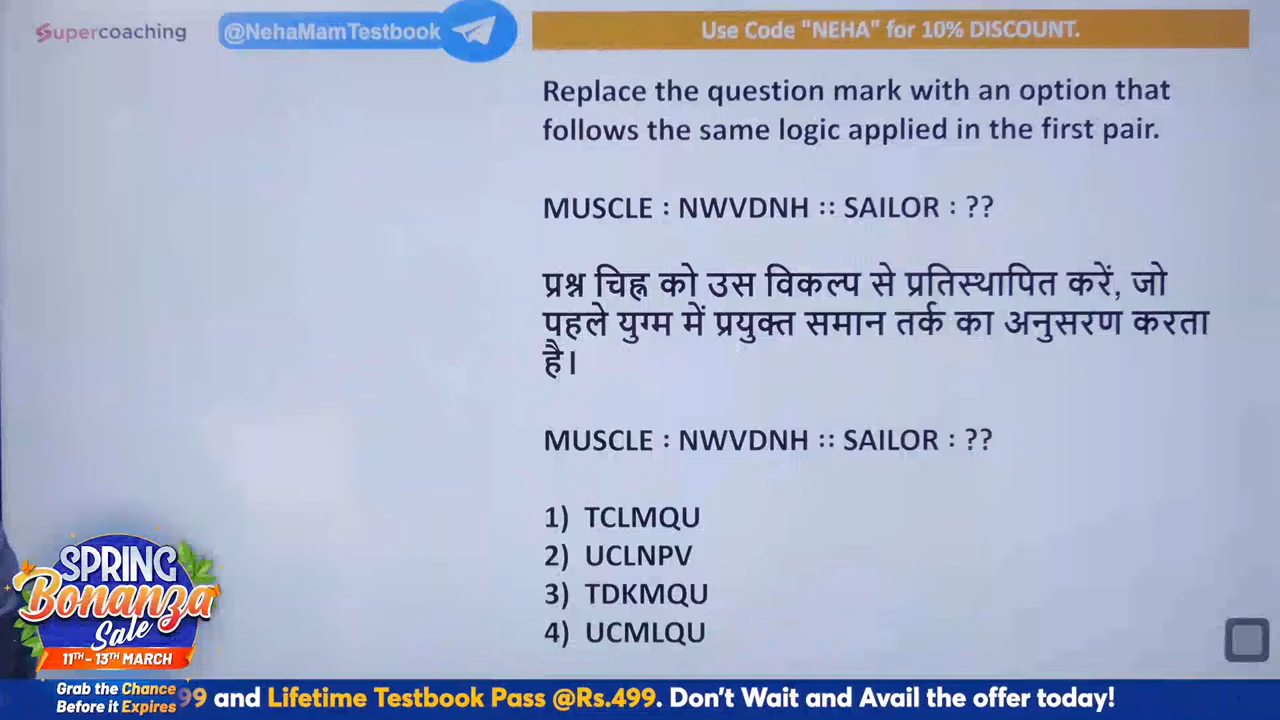 Supercoaching
@NehaMamTestbook
Use Code "NEHA" for 10% DISCOUNT.
Replace the question mark with an option that
follows the same logic applied in the first pair.
MUSCLE : NWVDNH :: SAILOR : ??
प्रश्न चिह्न को उस विकल्प से प्रतिस्थापित करें, जो
पहले युग्म में प्रयुक्त समान तर्क का अनुसरण करता
है।
MUSCLE : NWVDNH :: SAILOR : ??
1) TCLMQU
2) UCLNPV
3) TDKMQU
4) UCMLQU
SPRING
Bonanza
Sale
11TH - 13TH MARCH
Grab the Chance
Before it Expires
99 and Lifetime Testbook Pass @Rs.499. Don't Wait and Avail the offer today!